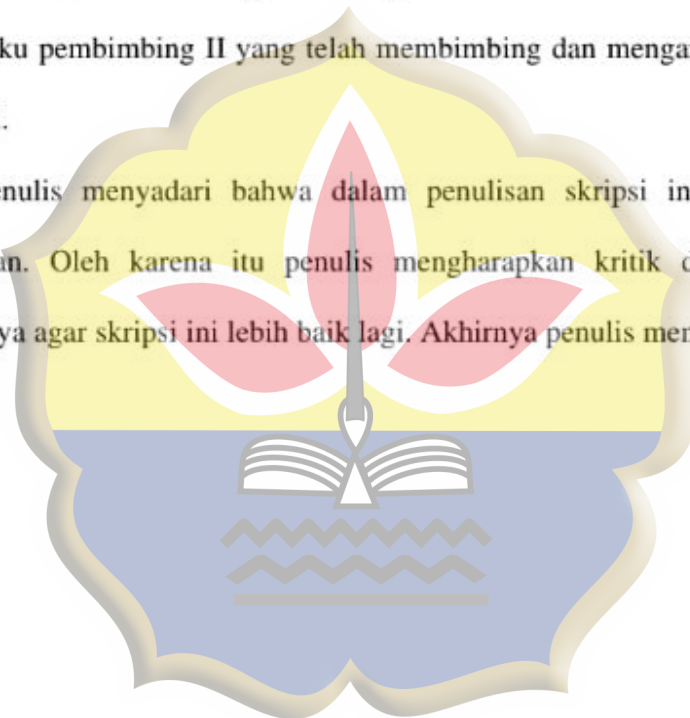 ku pembimbing II yang telah membimbing dan menga
.
enulis menyadari bahwa dalam penulisan skripsi in
an. Oleh karena itu penulis mengharapkan kritik d
ya agar skripsi ini lebih baik lagi. Akhirnya penulis mer